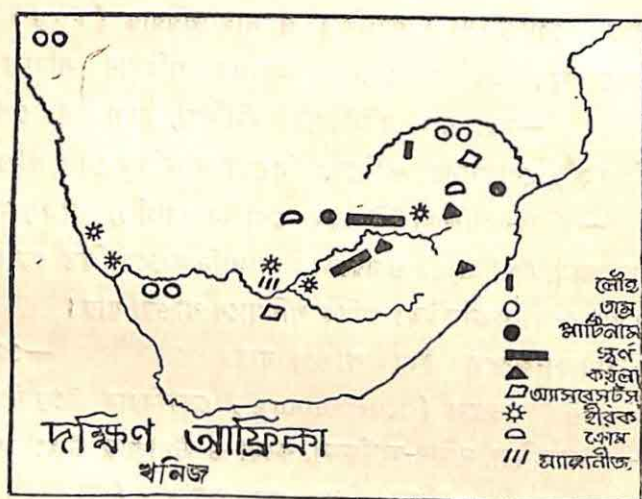 লৌহ
তাম্র
প্লাটিনাম
স্বর্ণ
কয়লা
অ্যাসবেস্টস
হীরক
ক্রোম
ম্যাঙ্গানীজ
দক্ষিণ আফ্রিকা
খনিজ